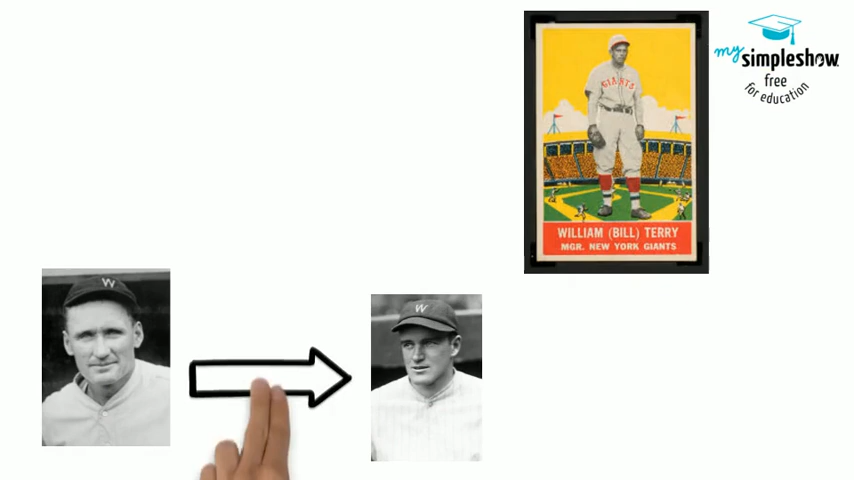 my
simpleshow
free
for education
GIANTS
WILLIAM (BILL) TERRY
MGR. NEW YORK GIANTS
W
W